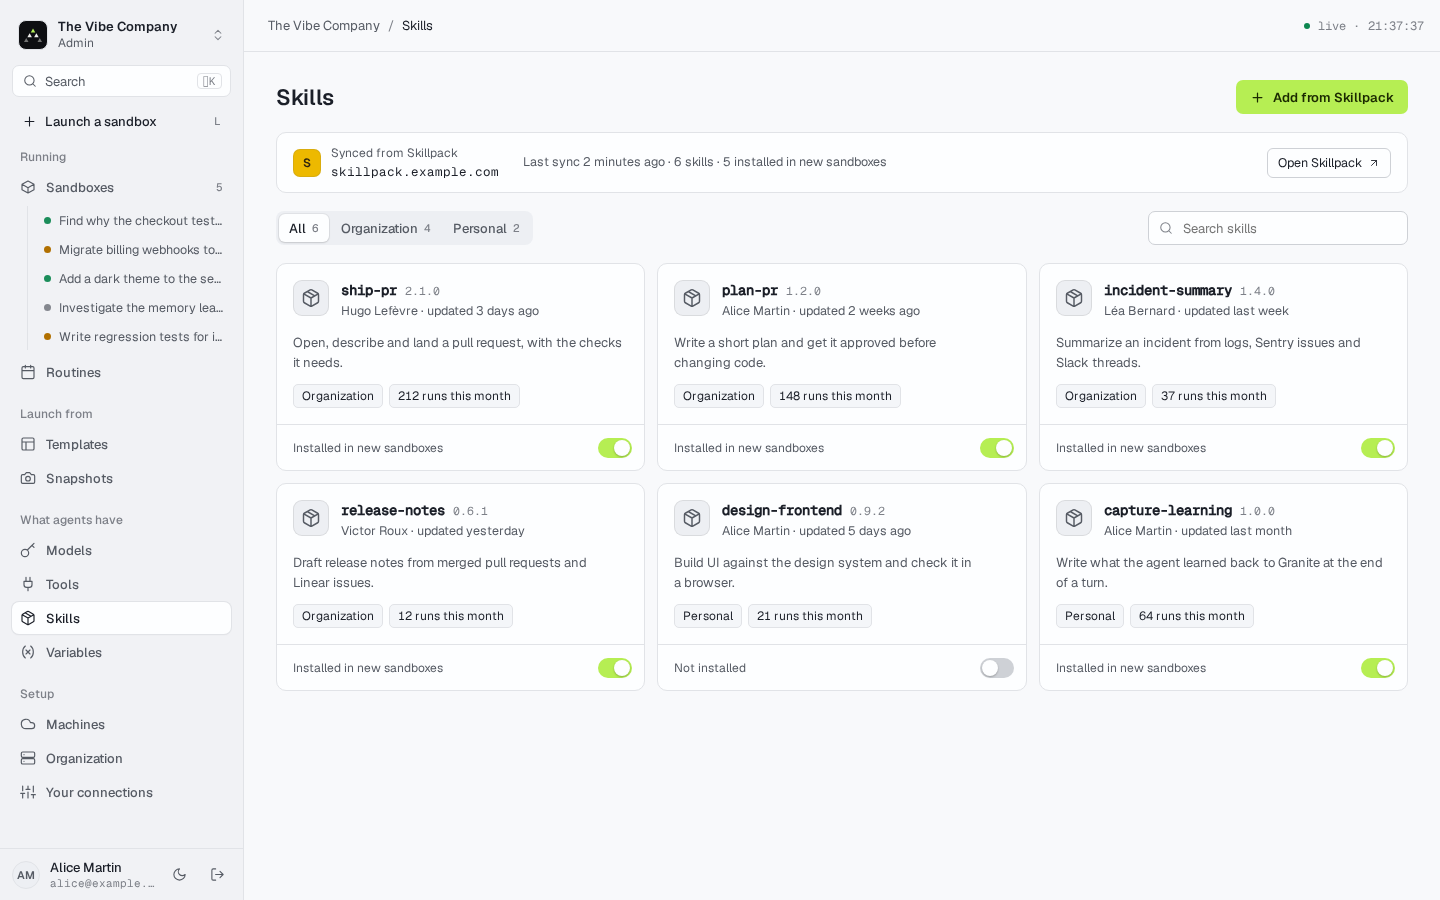 The Vibe Company
Admin
Search
K
Launch a sandbox
L
Running
Sandboxes
5
Find why the checkout test…
Migrate billing webhooks to…
Add a dark theme to the se…
Investigate the memory lea…
Write regression tests for i…
Routines
Launch from
Templates
Snapshots
What agents have
Models
Tools
Skills
Variables
Setup
Machines
Organization
Your connections
AM
Alice Martin
alice@example.…
The Vibe Company / Skills
live · 21:37:37
Skills
Add from Skillpack
S
Synced from Skillpack
skillpack.example.com
Last sync 2 minutes ago · 6 skills · 5 installed in new sandboxes
Open Skillpack
All 6
Organization 4
Personal 2
Search skills
ship-pr 2.1.0
Hugo Lefèvre · updated 3 days ago
Open, describe and land a pull request, with the checks
it needs.
Organization
212 runs this month
Installed in new sandboxes
plan-pr 1.2.0
Alice Martin · updated 2 weeks ago
Write a short plan and get it approved before
changing code.
Organization
148 runs this month
Installed in new sandboxes
incident-summary 1.4.0
Léa Bernard · updated last week
Summarize an incident from logs, Sentry issues and
Slack threads.
Organization
37 runs this month
Installed in new sandboxes
release-notes 0.6.1
Victor Roux · updated yesterday
Draft release notes from merged pull requests and
Linear issues.
Organization
12 runs this month
Installed in new sandboxes
design-frontend 0.9.2
Alice Martin · updated 5 days ago
Build UI against the design system and check it in
a browser.
Personal
21 runs this month
Not installed
capture-learning 1.0.0
Alice Martin · updated last month
Write what the agent learned back to Granite at the end
of a turn.
Personal
64 runs this month
Installed in new sandboxes